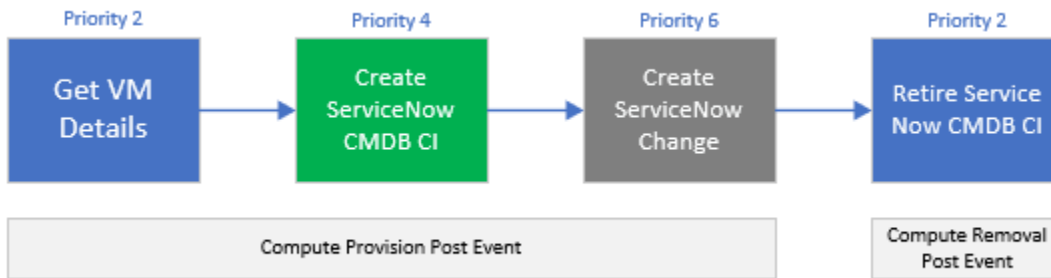 Priority 2
Priority 4
Priority 6
Priority 2
Get VM
Details
Create
ServiceNow
CMDB CI
Create
ServiceNow
Change
Retire Service
Now CMDB CI
Compute Provision Post Event
Compute Removal
Post Event